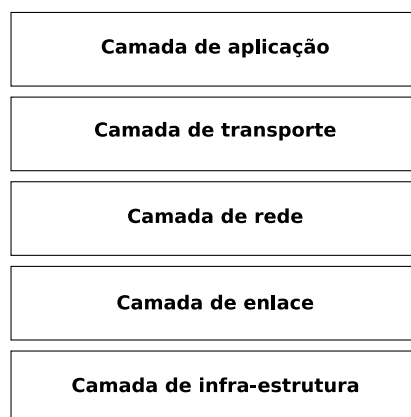 Camada de aplicação
Camada de transporte
Camada de rede
Camada de enlace
Camada de infra-estrutura